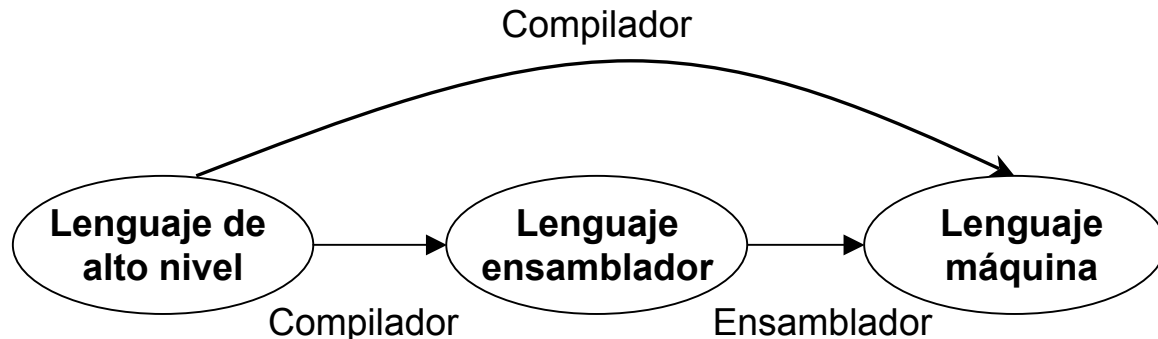 Compilador
Lenguaje de
alto nivel
Lenguaje
ensamblador
Lenguaje
máquina
Compilador
Ensamblador